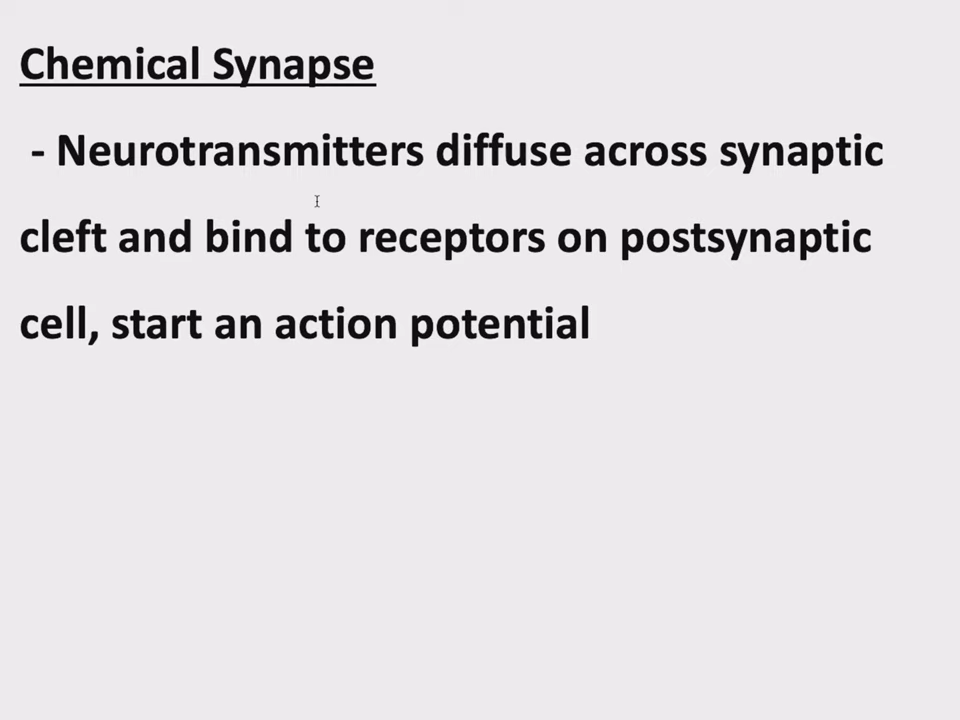 Chemical Synapse
- Neurotransmitters diffuse across synaptic
cleft and bind to receptors on postsynaptic
cell, start an action potential